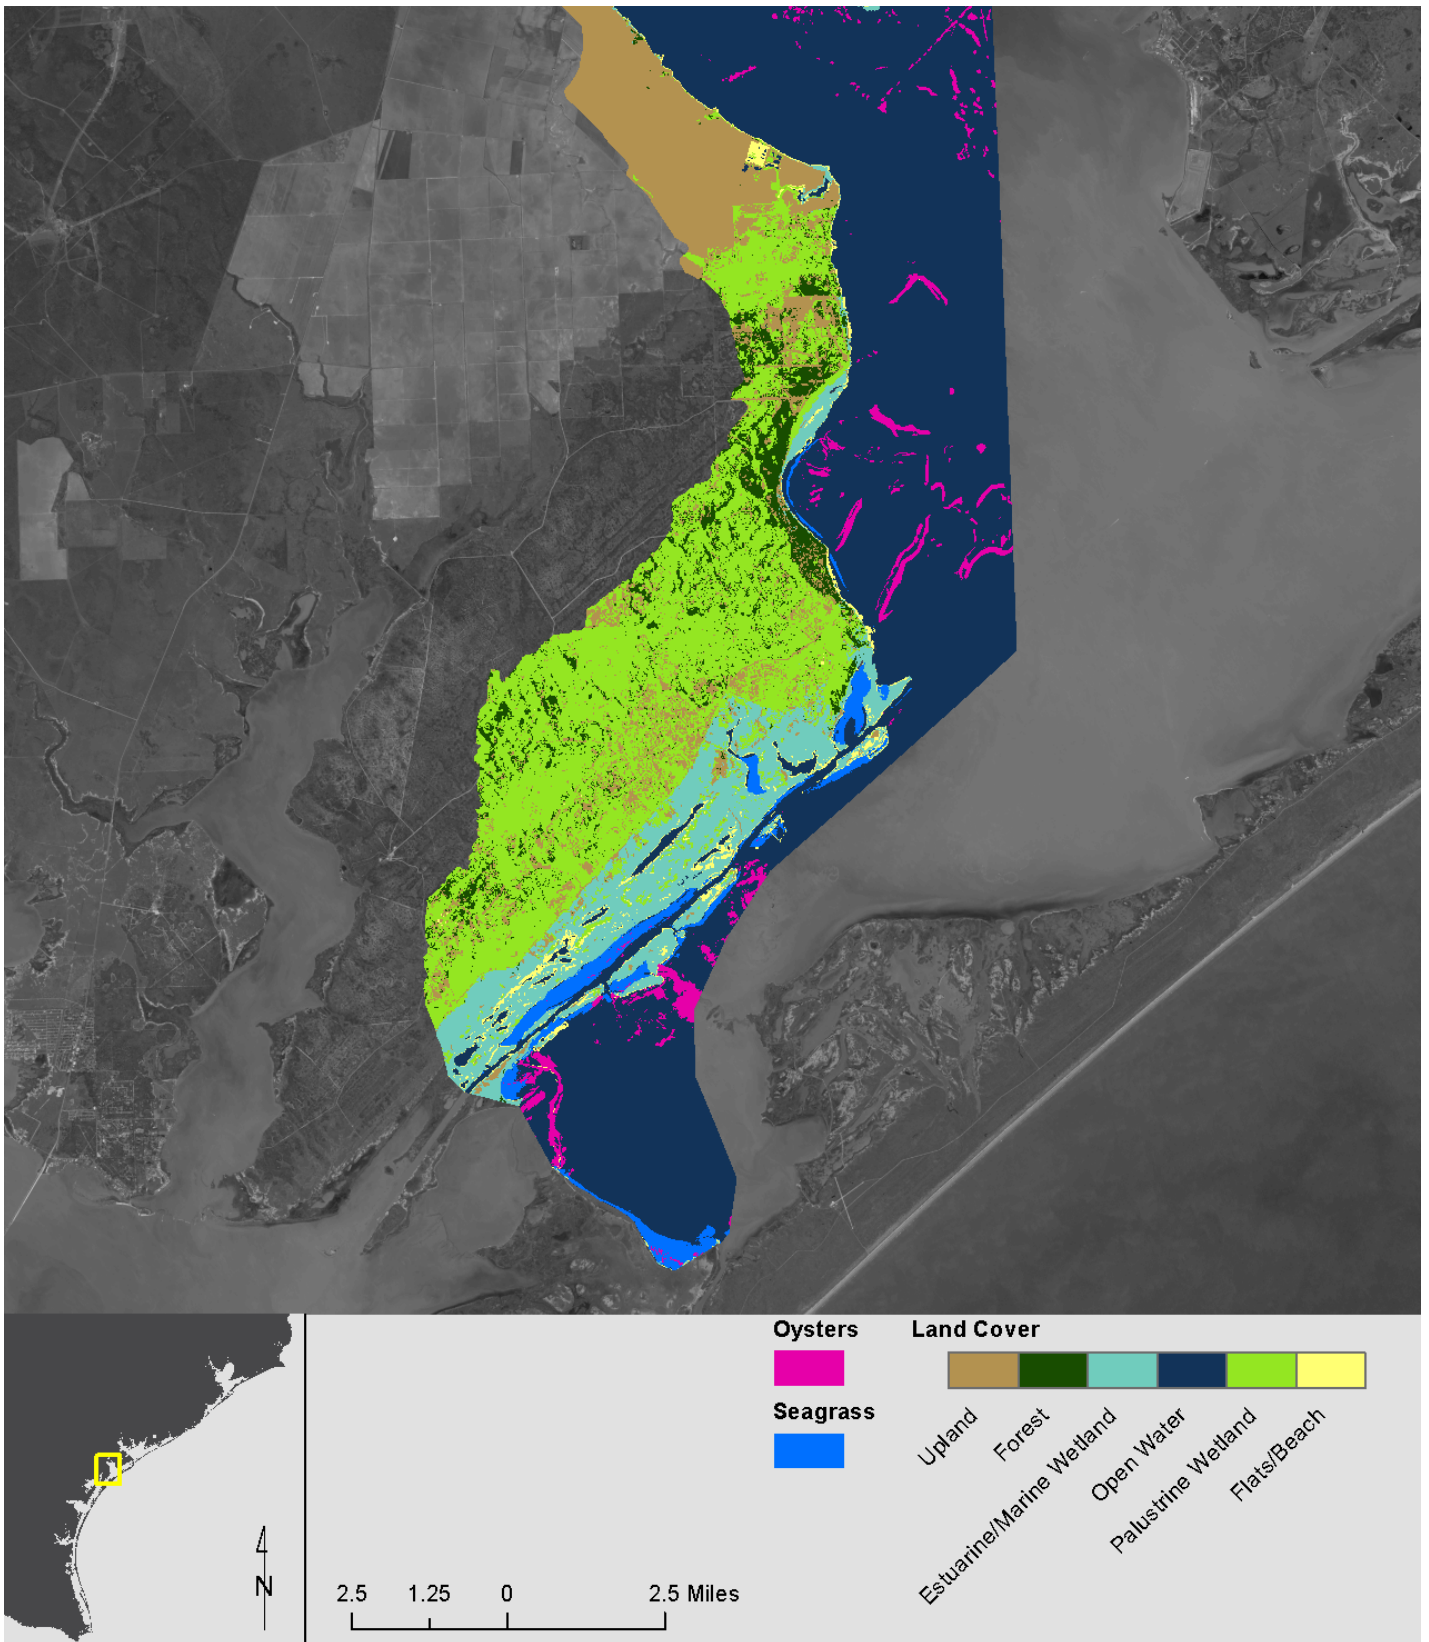 Oysters
Land Cover
Seagrass
Upland
Forest
Estuarine/Marine Wetland
Open Water
Palustrine Wetland
Flats/Beach
N
2.5 1.25 0 2.5 Miles